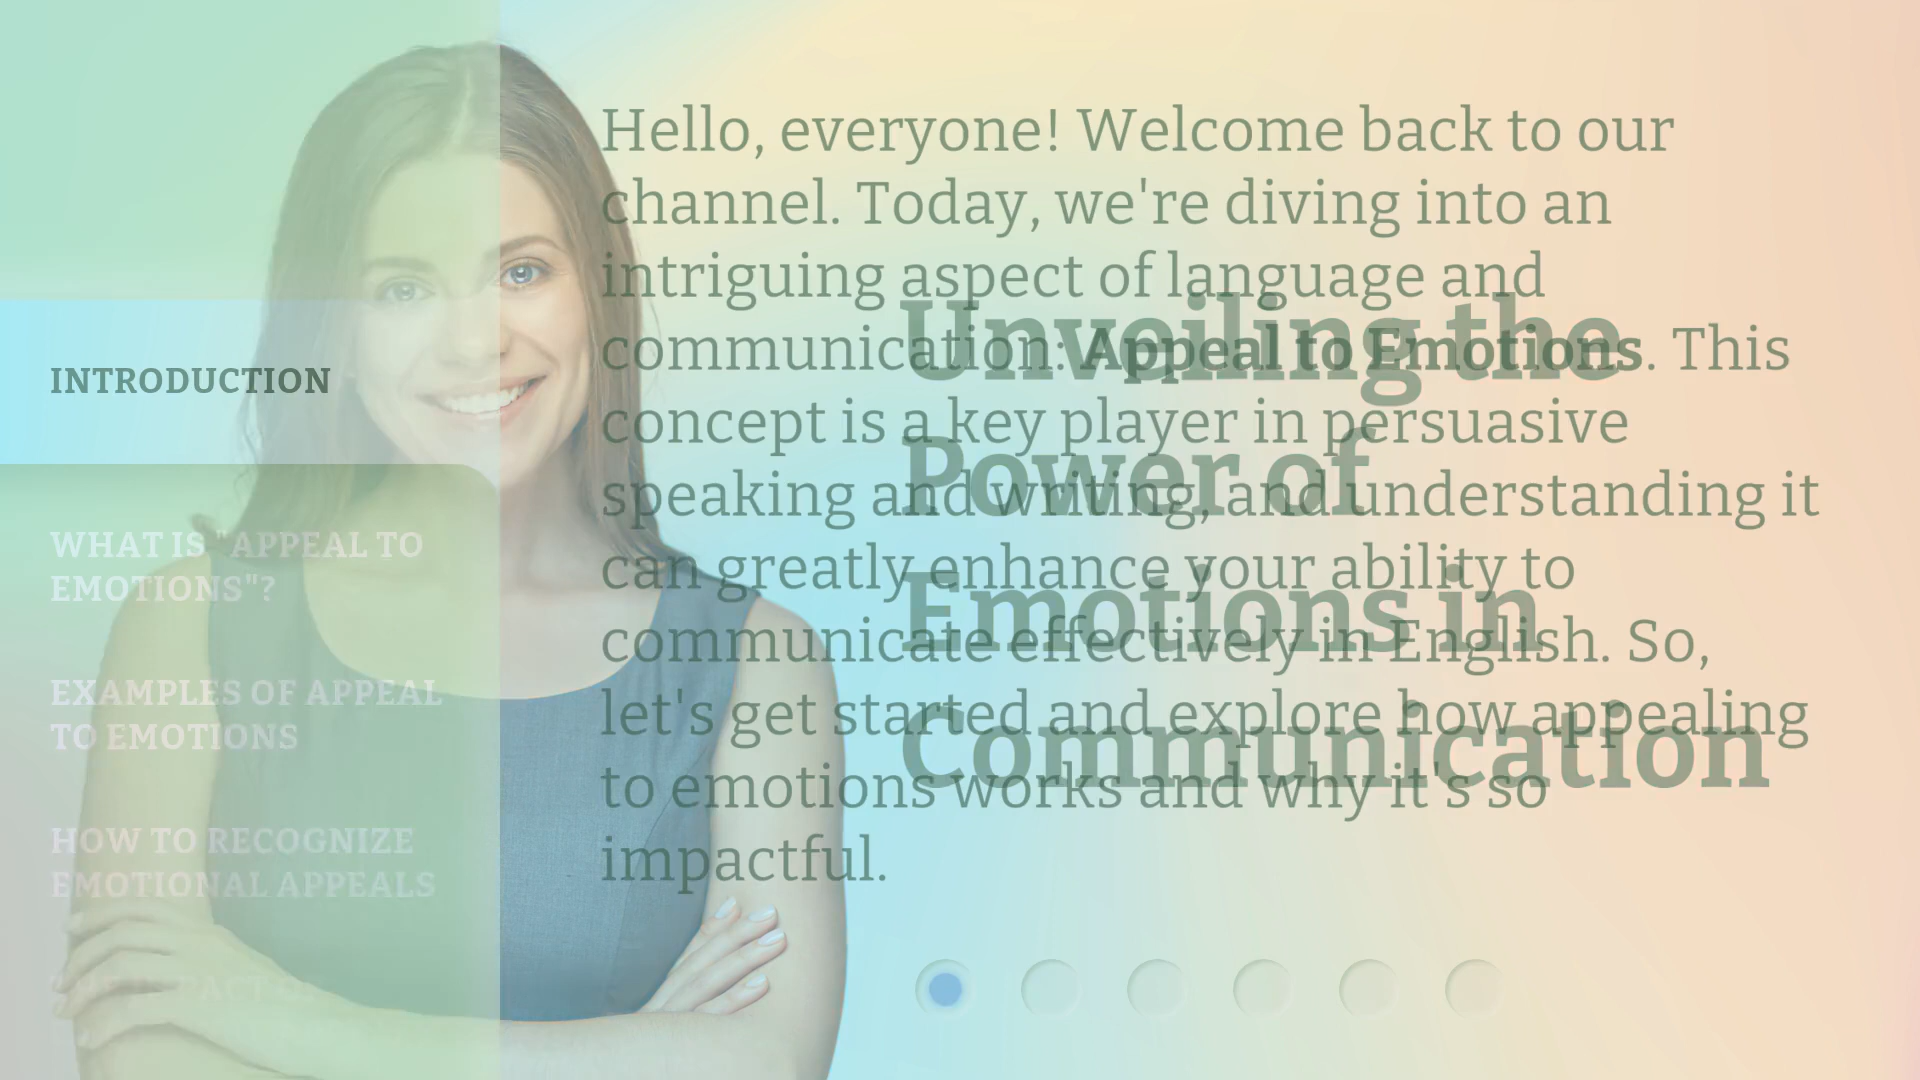 INTRODUCTION
WHAT IS "APPEAL TO
EMOTIONS"?
EXAMPLES OF APPEAL
TO EMOTIONS
HOW TO RECOGNIZE
EMOTIONAL APPEALS
Hello, everyone! Welcome back to our
channel. Today, we're diving into an
intriguing aspect of language and
communication: Appeal to Emotions. This
concept is a key player in persuasive
speaking and writing, and understanding it
can greatly enhance your ability to
communicate effectively in English. So,
let's get started and explore how appealing
to emotions works and why it's so
impactful.
Unveiling the
Power of
Emotions in
Communication